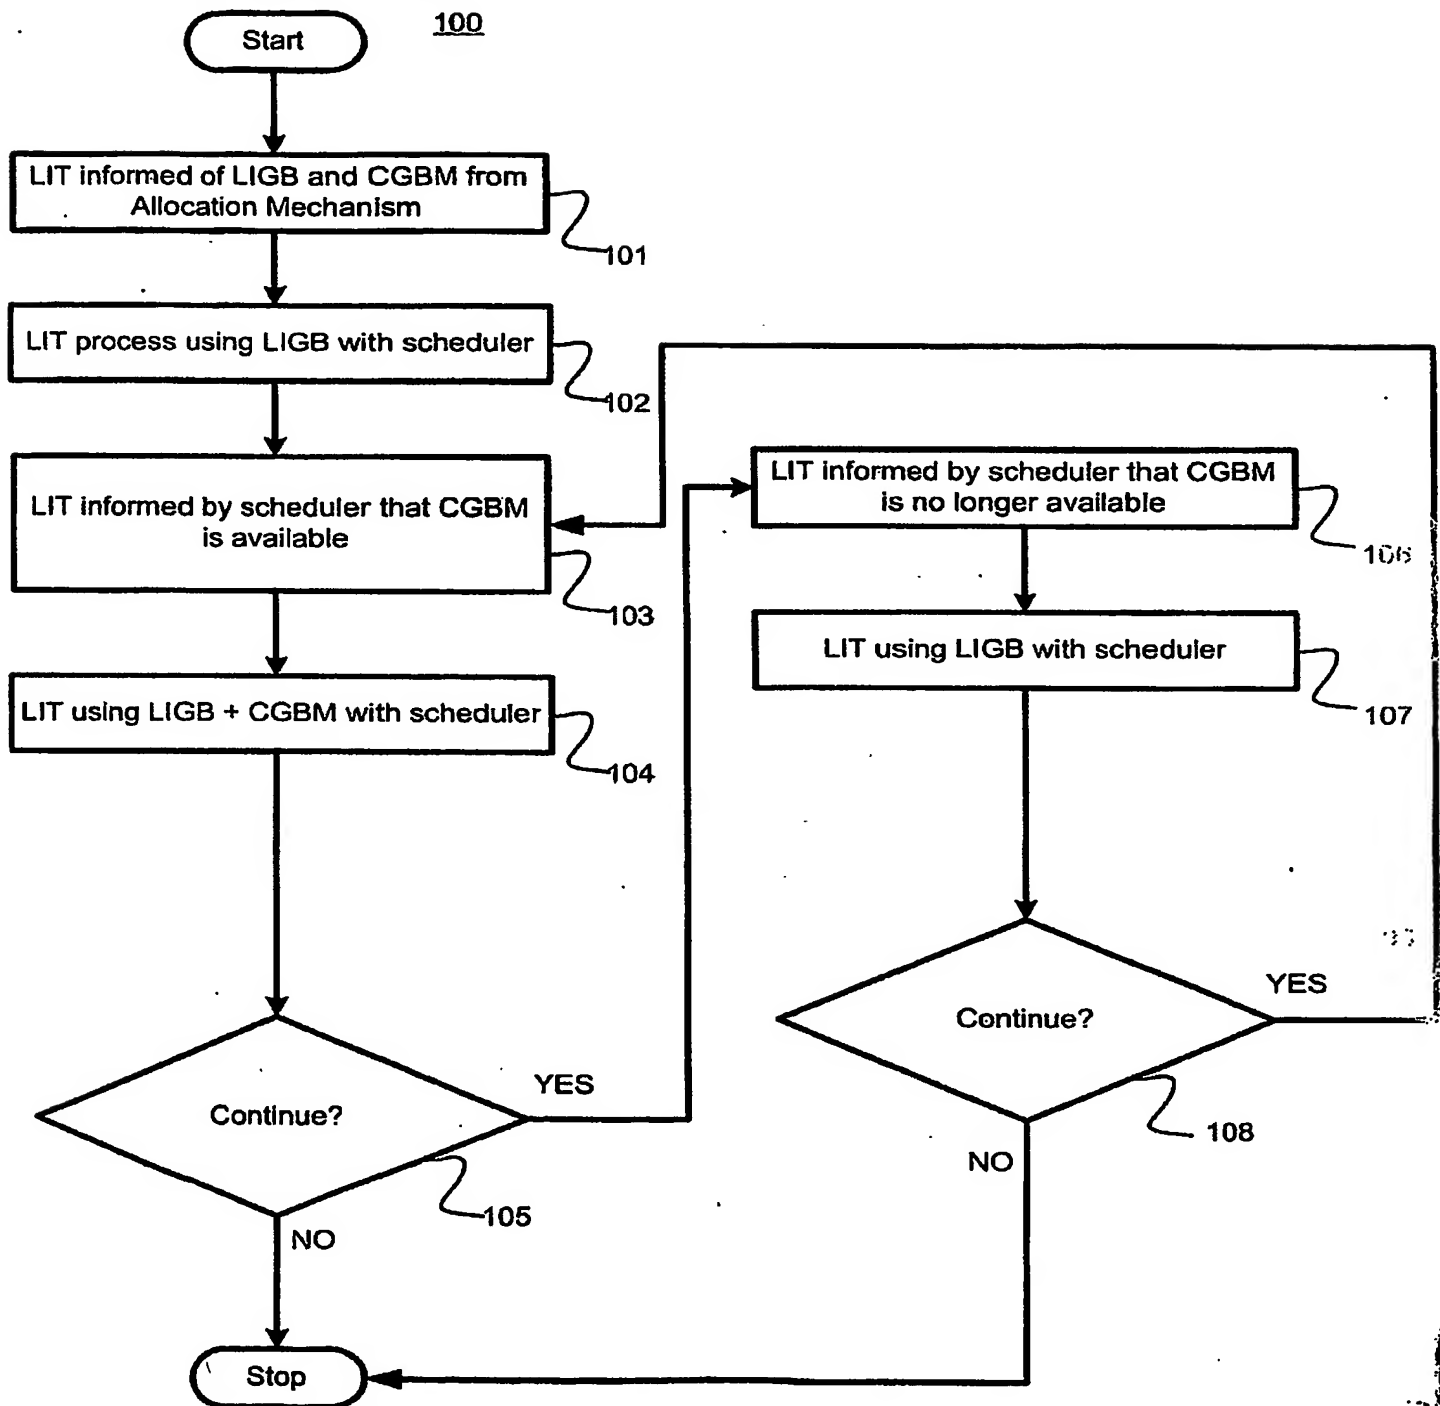 100
Start
LIT informed of LIGB and CGBM from
Allocation Mechanism
101
LIT process using LIGB with scheduler
102
LIT informed by scheduler that CGBM
is available
103
LIT using LIGB + CGBM with scheduler
104
Continue?
YES
105
NO
Stop
LIT informed by scheduler that CGBM
is no longer available
106
LIT using LIGB with scheduler
107
Continue?
YES
108
NO